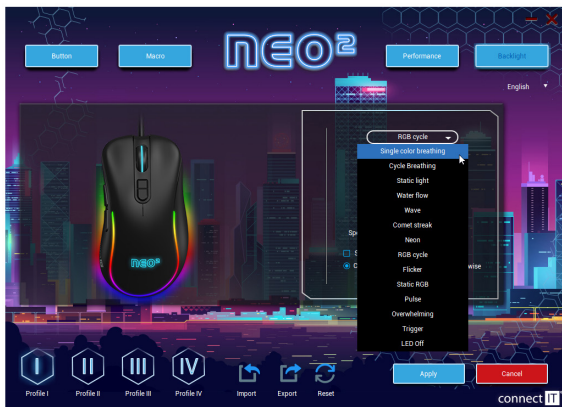 Button
Macro
NEO²
Performance
Backlight
English
RGB cycle
Single color breathing
Cycle Breathing
Static light
Water flow
Wave
Comet streak
Neon
RGB cycle
Flicker
Static RGB
Pulse
Overwhelming
Trigger
LED Off
NEO²
I
II
III
IV
Profile I
Profile II
Profile III
Profile IV
Import
Export
Reset
Apply
Cancel
connect IT